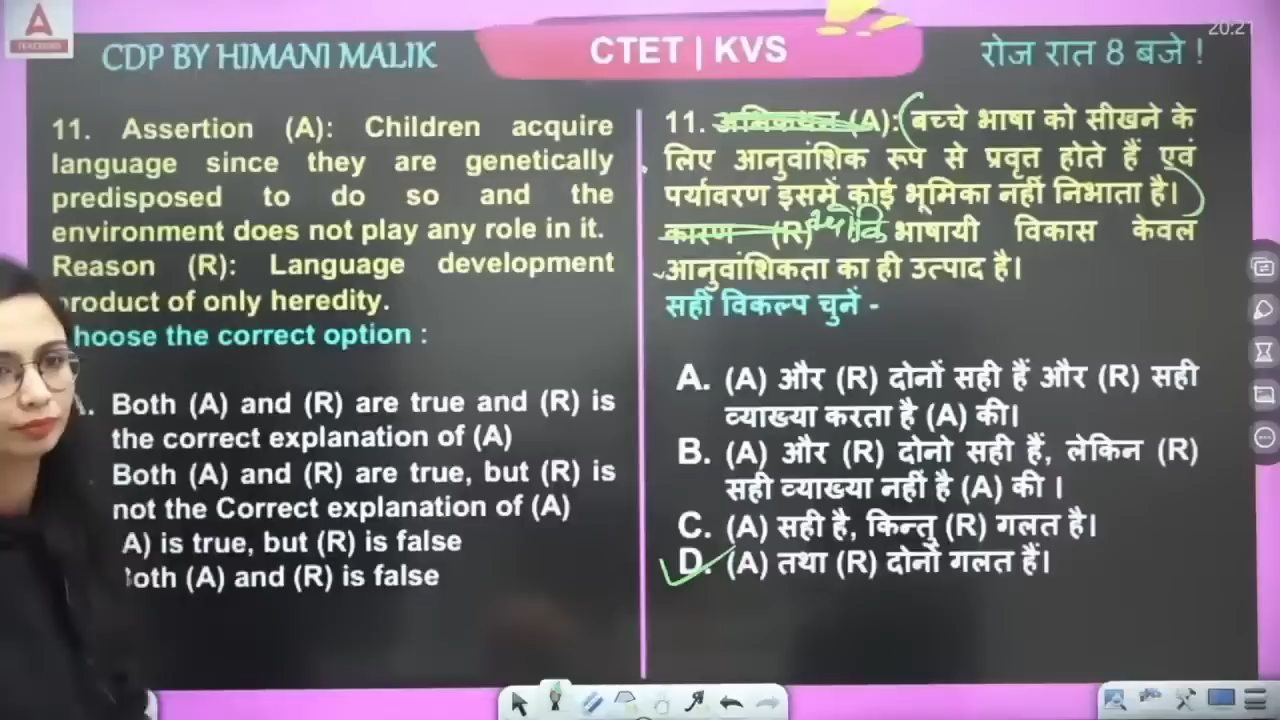 A
TEACHERS
CDP BY HIMANI MALIK
CTET | KVS
रोज रात 8 बजे !
20:21
11. Assertion (A): Children acquire
language since they are genetically
predisposed to do so and the
environment does not play any role in it.
Reason (R): Language development
product of only heredity.
hoose the correct option :
Both (A) and (R) are true and (R) is
the correct explanation of (A)
Both (A) and (R) are true, but (R) is
not the Correct explanation of (A)
A) is true, but (R) is false
oth (A) and (R) is false
11. अभिकथन (A): बच्चे भाषा को सीखने के
लिए आनुवांशिक रूप से प्रवृत होते हैं एवं
पर्यावरण इसमें कोई भूमिका नहीं निभाता है।
कारण (R) क्योंकि भाषायी विकास केवल
आनुवांशिकता का ही उत्पाद है।
सही विकल्प चुनें -
A. (A) और (R) दोनों सही हैं और (R) सही
व्याख्या करता है (A) की।
B. (A) और (R) दोनो सही हैं, लेकिन (R)
सही व्याख्या नहीं है (A) की ।
C. (A) सही है, किन्तु (R) गलत है।
D. (A) तथा (R) दोनों गलत हैं।